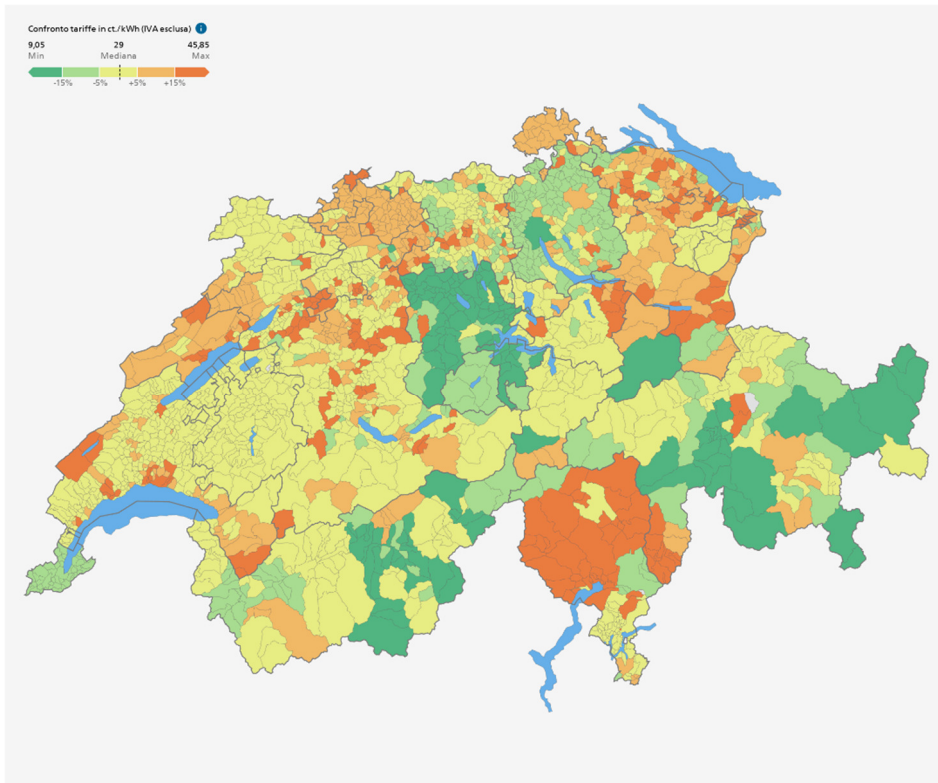 Confronto tariffe in ct./kWh (IVA esclusa) i
9,05 29 45,85
Min Mediana Max
-15% -5% +5% +15%